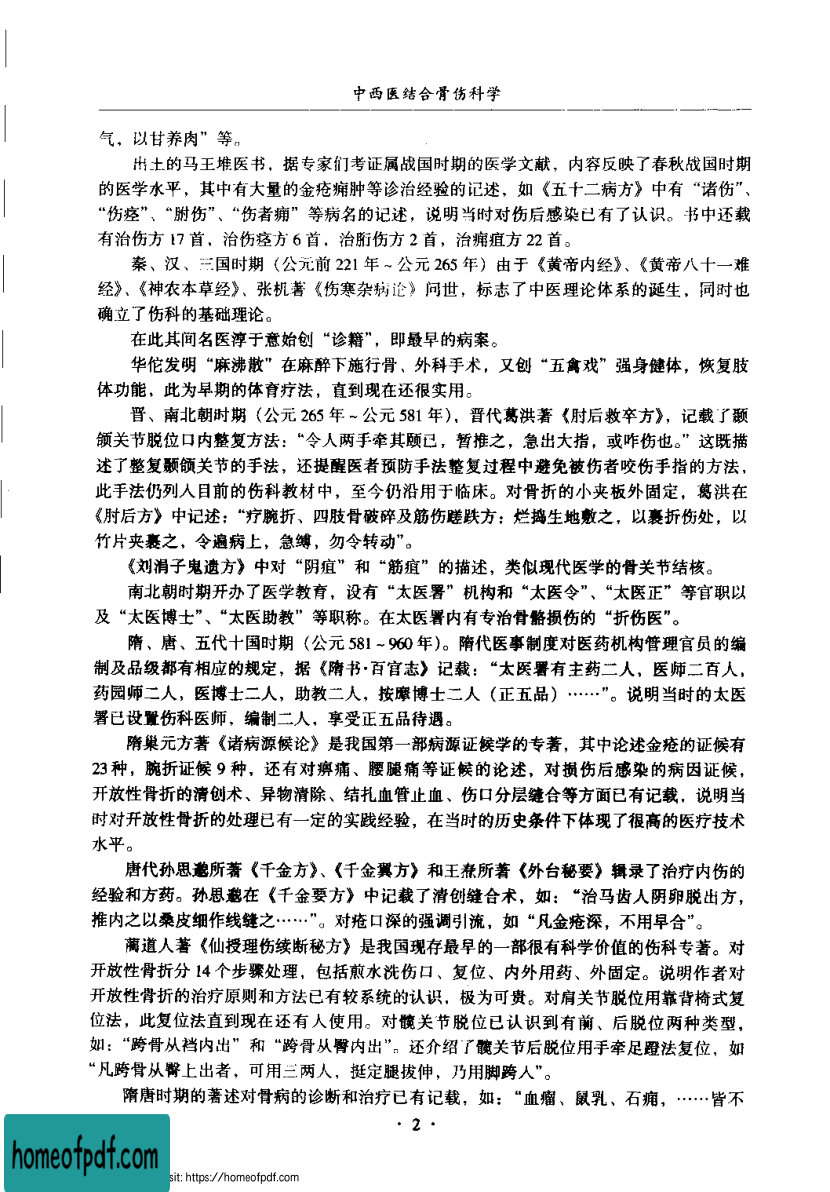 中西医结合骨伤科学
气，以甘养肉”等。
出土的马王堆医书，据专家们考证属战国时期的医学文献，内容反映了春秋战国时期
的医学水平，其中有大量的金疮痈肿等诊治经验的记述，如《五十二病方》中有“诸伤”、
“伤痉”、“胻伤”、“伤者痈”等病名的记述，说明当时对伤后感染已有了认识。书中还载
有治伤方 17 首，治伤痉方 6 首，治胻伤方 2 首，治痈疽方 22 首。
秦、汉、三国时期（公元前 221 年～公元 265 年）由于《黄帝内经》、《黄帝八十一难
经》、《神农本草经》、张机著《伤寒杂病论》问世，标志了中医理论体系的诞生，同时也
确立了伤科的基础理论。
在此其间名医淳于意始创“诊籍”，即最早的病案。
华佗发明“麻沸散”在麻醉下施行骨、外科手术，又创“五禽戏”强身健体，恢复肢
体功能，此为早期的体育疗法，直到现在还很实用。
晋、南北朝时期（公元 265 年～公元 581 年），晋代葛洪著《肘后救卒方》，记载了颞
颌关节脱位口内整复方法：“令人两手牵其颐已，暂推之，急出大指，或咋伤也。”这既描
述了整复颞颌关节的手法，还提醒医者预防手法整复过程中避免被伤者咬伤手指的方法，
此手法仍列入目前的伤科教材中，至今仍沿用于临床。对骨折的小夹板外固定，葛洪在
《肘后方》中记述：“疗腕折、四肢骨破碎及筋伤蹉跌方：烂捣生地敷之，以裹折伤处，以
竹片夹裹之，令遍病上，急缚，勿令转动”。
《刘涓子鬼遗方》中对“阴疽”和“筋疽”的描述，类似现代医学的骨关节结核。
南北朝时期开办了医学教育，设有“太医署”机构和“太医令”、“太医正”等官职以
及“太医博士”、“太医助教”等职称。在太医署内有专治骨骼损伤的“折伤医”。
隋、唐、五代十国时期（公元 581～960 年）。隋代医事制度对医药机构管理官员的编
制及品级都有相应的规定，据《隋书·百官志》记载：“太医署有主药二人，医师二百人，
药园师二人，医博士二人，助教二人，按摩博士二人（正五品）……”。说明当时的太医
署已设置伤科医师，编制二人，享受正五品待遇。
隋巢元方著《诸病源候论》是我国第一部病源证候学的专著，其中论述金疮的证候有
23 种，腕折证候 9 种，还有对痹痛、腰腿痛等证候的论述，对损伤后感染的病因证候，
开放性骨折的清创术、异物清除、结扎血管止血、伤口分层缝合等方面已有记载，说明当
时对开放性骨折的处理已有一定的实践经验，在当时的历史条件下体现了很高的医疗技术
水平。
唐代孙思邈所著《千金方》、《千金翼方》和王焘所著《外台秘要》辑录了治疗内伤的
经验和方药。孙思邈在《千金要方》中记载了清创缝合术，如：“治马齿人阴卵脱出方，
推内之以桑皮细作线缝之……”。对疮口深的强调引流，如“凡金疮深，不用早合”。
蔺道人著《仙授理伤续断秘方》是我国现存最早的一部很有科学价值的伤科专著。对
开放性骨折分 14 个步骤处理，包括煎水洗伤口、复位、内外用药、外固定。说明作者对
开放性骨折的治疗原则和方法已有较系统的认识，极为可贵。对肩关节脱位用靠背椅式复
位法，此复位法直到现在还有人使用。对髋关节脱位已认识到有前、后脱位两种类型，
如：“跨骨从裆内出”和“跨骨从臀内出”。还介绍了髋关节后脱位用手牵足蹬法复位，如
“凡跨骨从臀上出者，可用三两人，挺定腿拔伸，乃用脚跨入”。
隋唐时期的著述对骨病的诊断和治疗已有记载，如：“血瘤、鼠乳、石痈，……皆不
·2·
homeofpdf.com
sit: https://homeofpdf.com